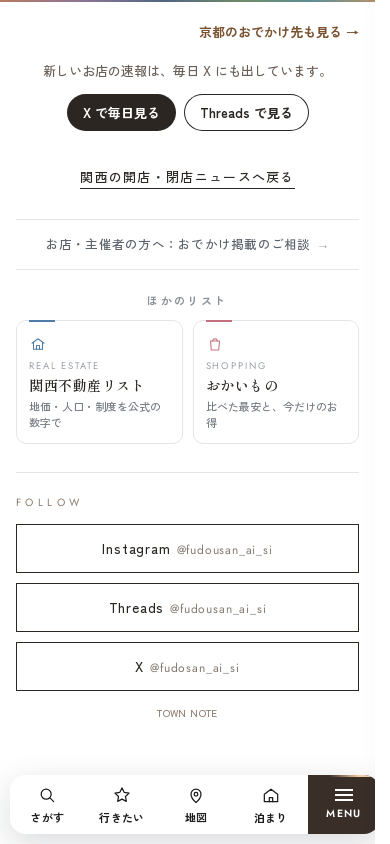 京都のおでかけ先も見る →
新しいお店の速報は、毎日 X にも出しています。
X で毎日見る
Threads で見る
関西の開店・閉店ニュースへ戻る
お店・主催者の方へ：おでかけ掲載のご相談 →
ほかのリスト
REAL ESTATE
関西不動産リスト
地価・人口・制度を公式の
数字で
SHOPPING
おかいもの
比べた最安と、今だけのお
得
FOLLOW
Instagram @fudousan_ai_si
Threads @fudousan_ai_si
X @fudosan_ai_si
TOWN NOTE
さがす
行きたい
地図
泊まり
MENU